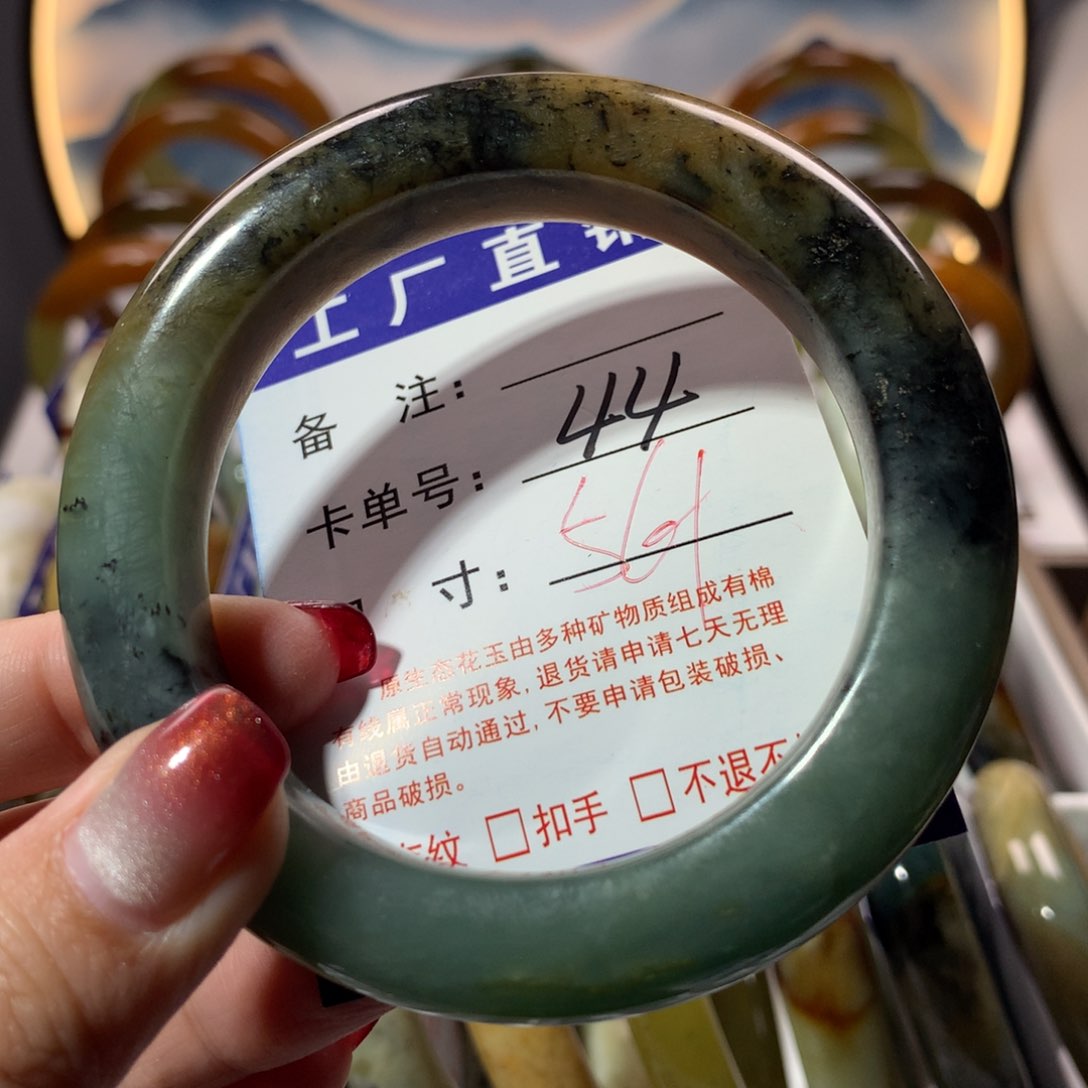 工厂直销
备 注：
卡单号： 44
寸：
原生态花玉由多种矿物质组成有棉
有线属正常现象，退货请申请七天无理
由退货自动通过，不要申请包装破损、
商品破损。
纹 □扣手 □不退不